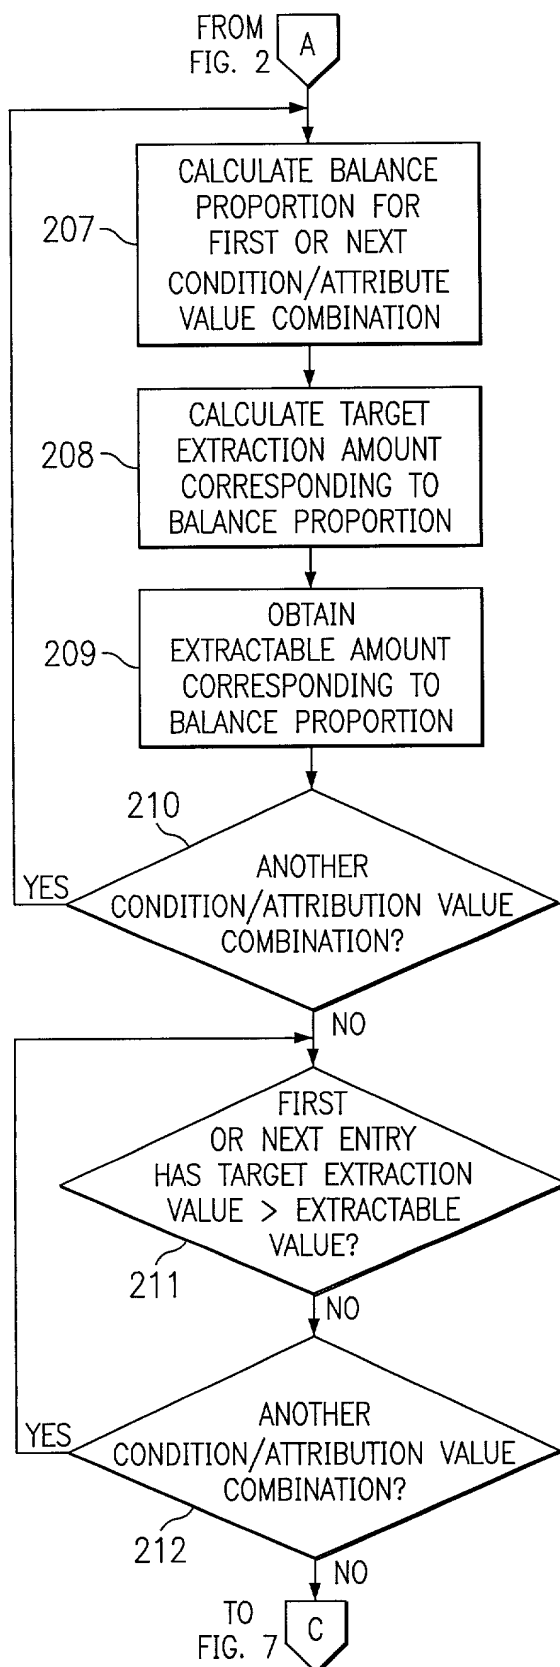 FROM
FIG. 2
A
207
CALCULATE BALANCE
PROPORTION FOR
FIRST OR NEXT
CONDITION/ATTRIBUTE
VALUE COMBINATION
208
CALCULATE TARGET
EXTRACTION AMOUNT
CORRESPONDING TO
BALANCE PROPORTION
209
OBTAIN
EXTRACTABLE AMOUNT
CORRESPONDING TO
BALANCE PROPORTION
210
YES
ANOTHER
CONDITION/ATTRIBUTION VALUE
COMBINATION?
NO
FIRST
OR NEXT ENTRY
HAS TARGET EXTRACTION
VALUE > EXTRACTABLE
VALUE?
211
NO
YES
ANOTHER
CONDITION/ATTRIBUTION VALUE
COMBINATION?
212
NO
TO
FIG. 7
C